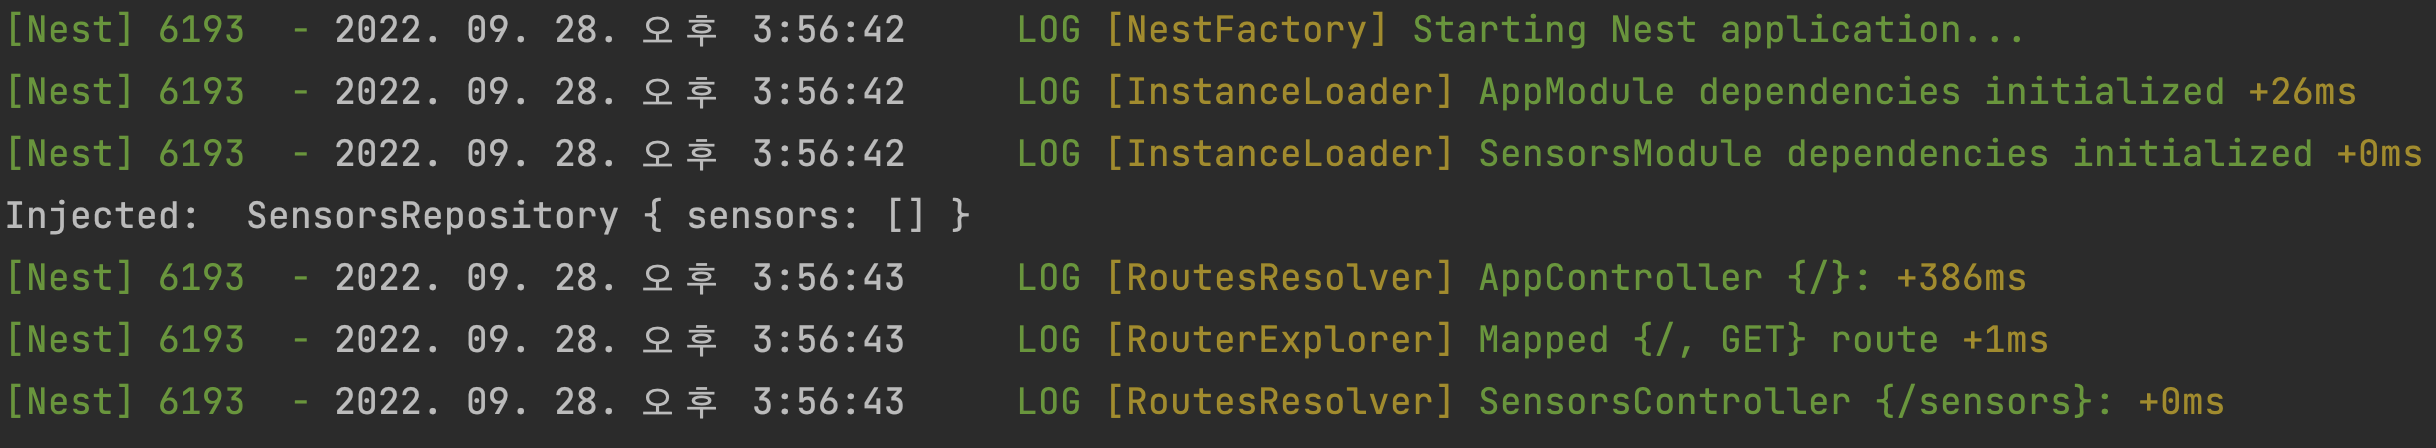 [Nest] 6193  - 2022. 09. 28. 오후 3:56:42     LOG [NestFactory] Starting Nest application...
[Nest] 6193  - 2022. 09. 28. 오후 3:56:42     LOG [InstanceLoader] AppModule dependencies initialized +26ms
[Nest] 6193  - 2022. 09. 28. 오후 3:56:42     LOG [InstanceLoader] SensorsModule dependencies initialized +0ms
Injected:  SensorsRepository { sensors: [] }
[Nest] 6193  - 2022. 09. 28. 오후 3:56:43     LOG [RoutesResolver] AppController {/}: +386ms
[Nest] 6193  - 2022. 09. 28. 오후 3:56:43     LOG [RouterExplorer] Mapped {/, GET} route +1ms
[Nest] 6193  - 2022. 09. 28. 오후 3:56:43     LOG [RoutesResolver] SensorsController {/sensors}: +0ms